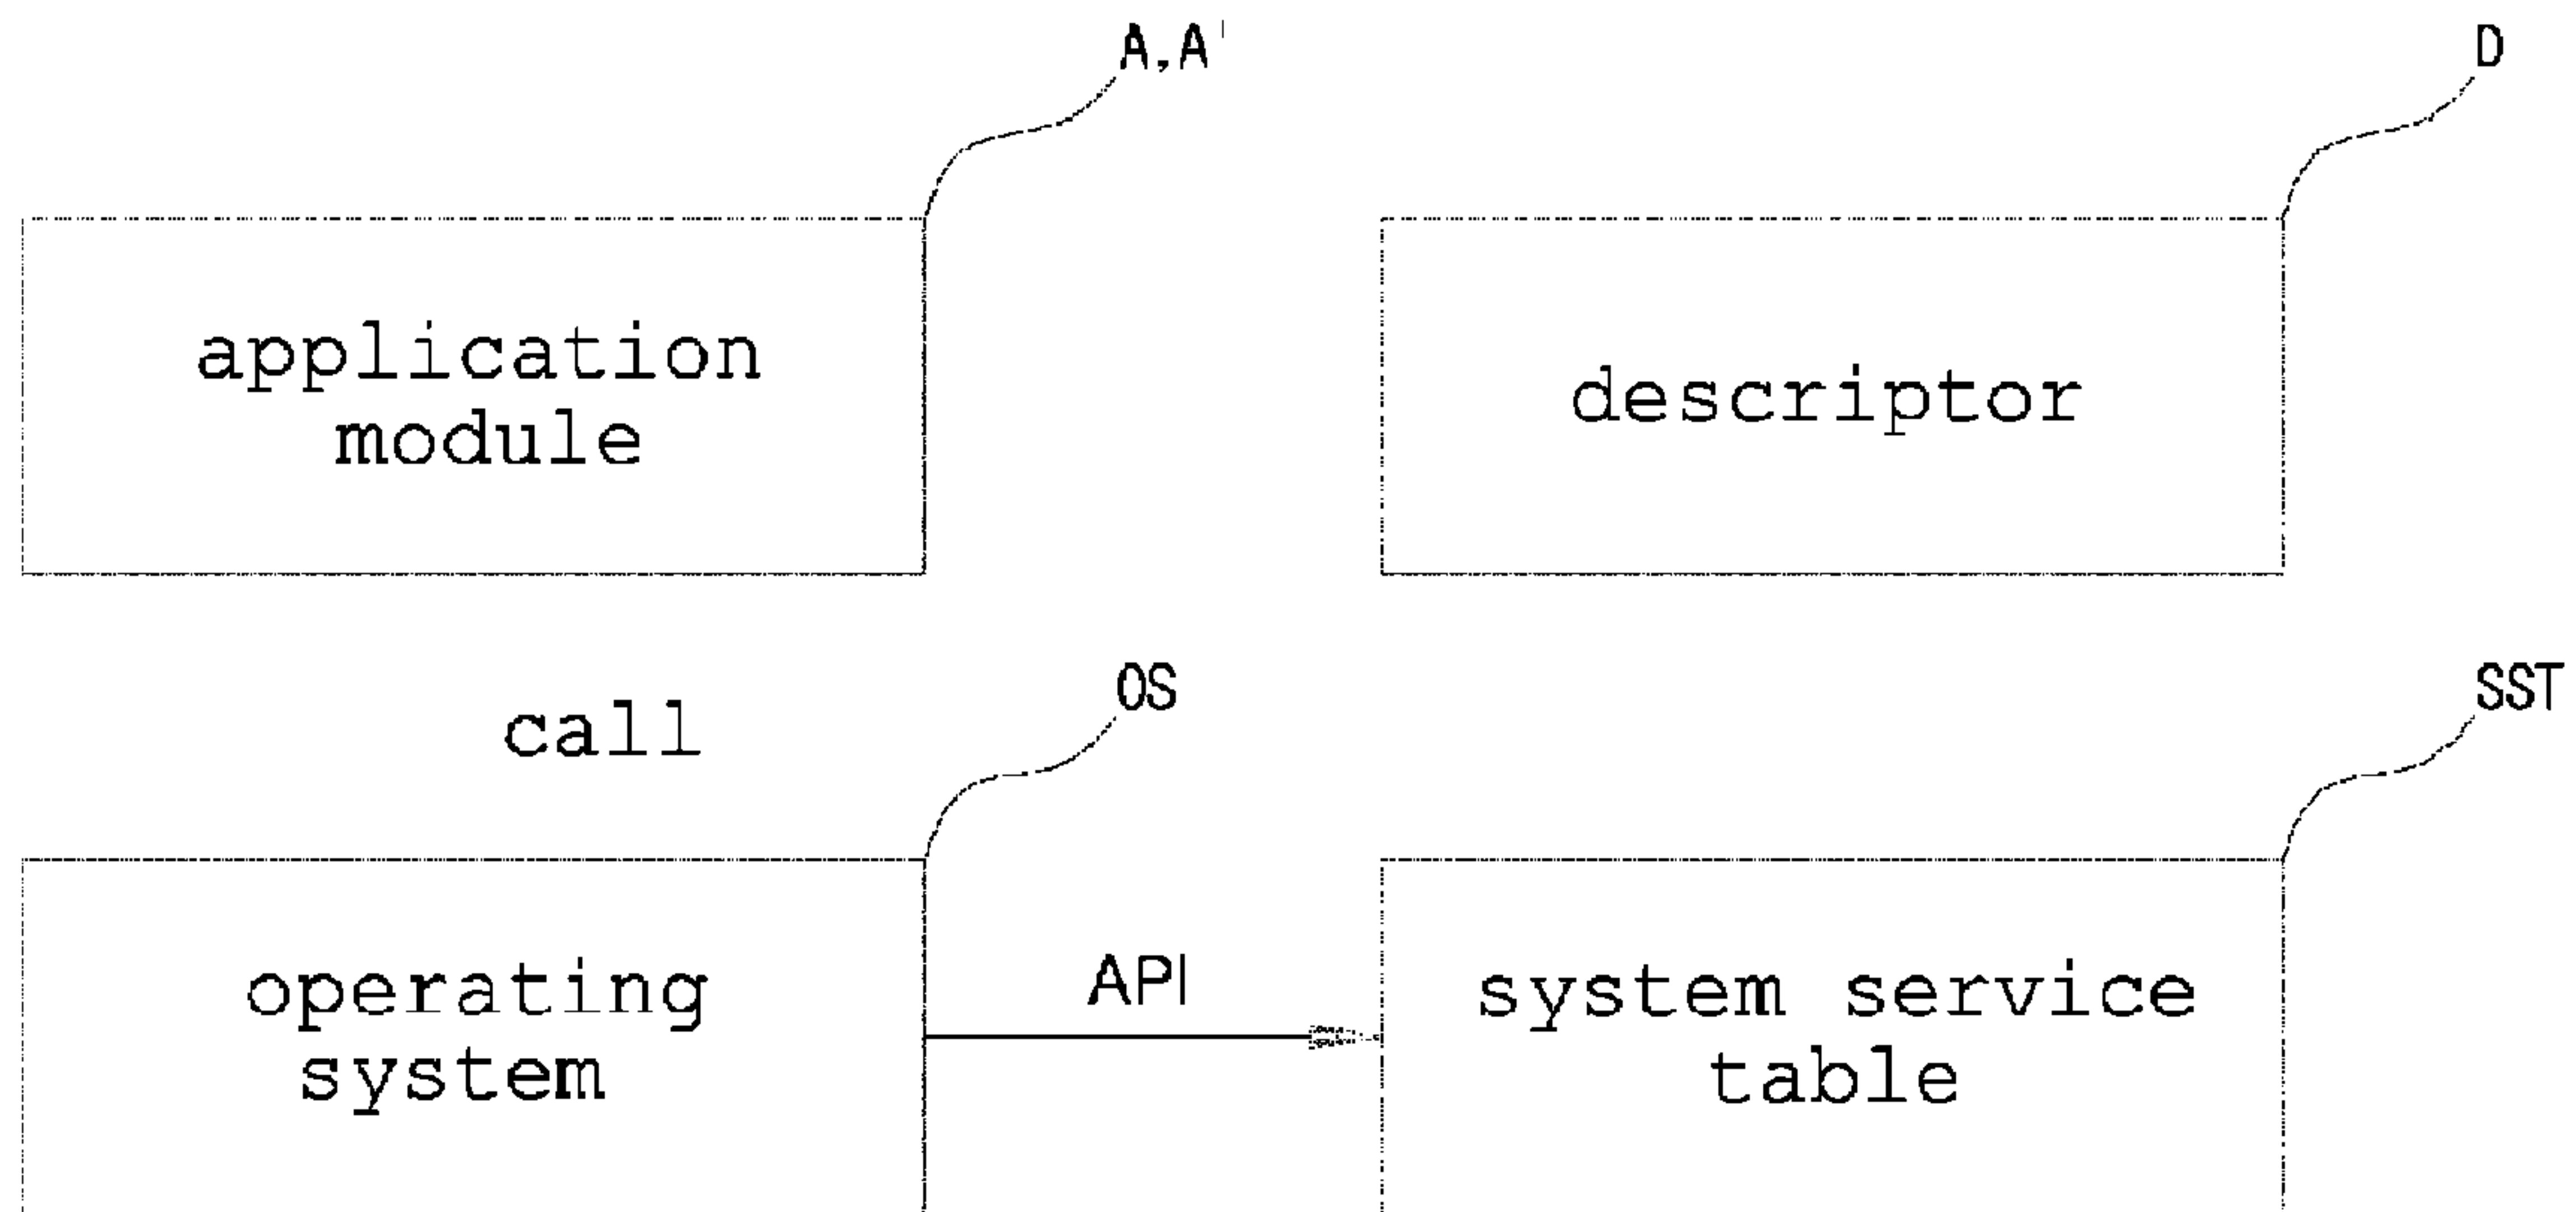 A,A'
D
application
module
descriptor
call
OS
SST
operating
system
API
system service
table